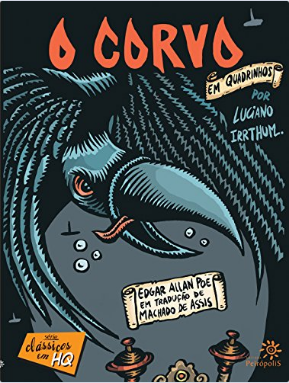 O CORVO
EM QUADRINHOS
POR
LUCIANO
IRRTHUM.
EDGAR ALLAN POE
EM TRADUÇÃO DE
MACHADO DE ASSIS
série
clássicos
em HQ
Peirópolis